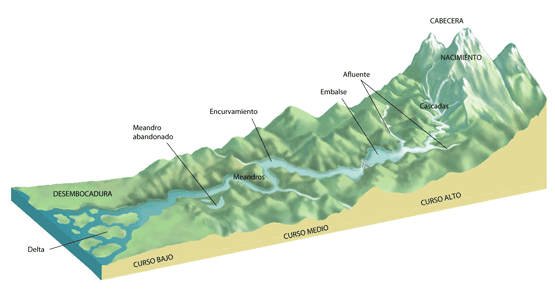 CABECERA
NACIMIENTO
Afluente
Embalse
Cascadas
Encurvamiento
Meandro
abandonado
Meandros
DESEMBOCADURA
Delta
CURSO BAJO
CURSO MEDIO
CURSO ALTO